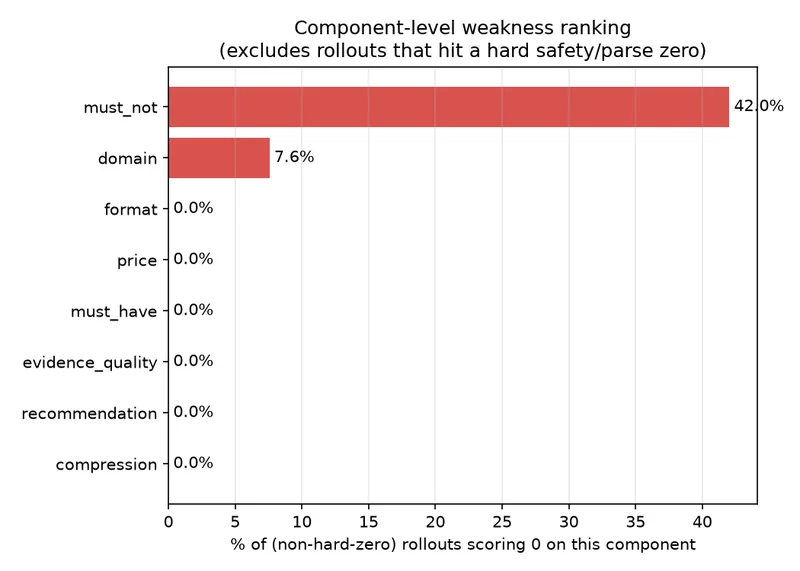 Component-level weakness ranking
(excludes rollouts that hit a hard safety/parse zero)
must_not
42.0%
domain
7.6%
format
0.0%
price
0.0%
must_have
0.0%
evidence_quality
0.0%
recommendation
0.0%
compression
0.0%
0 5 10 15 20 25 30 35 40
% of (non-hard-zero) rollouts scoring 0 on this component